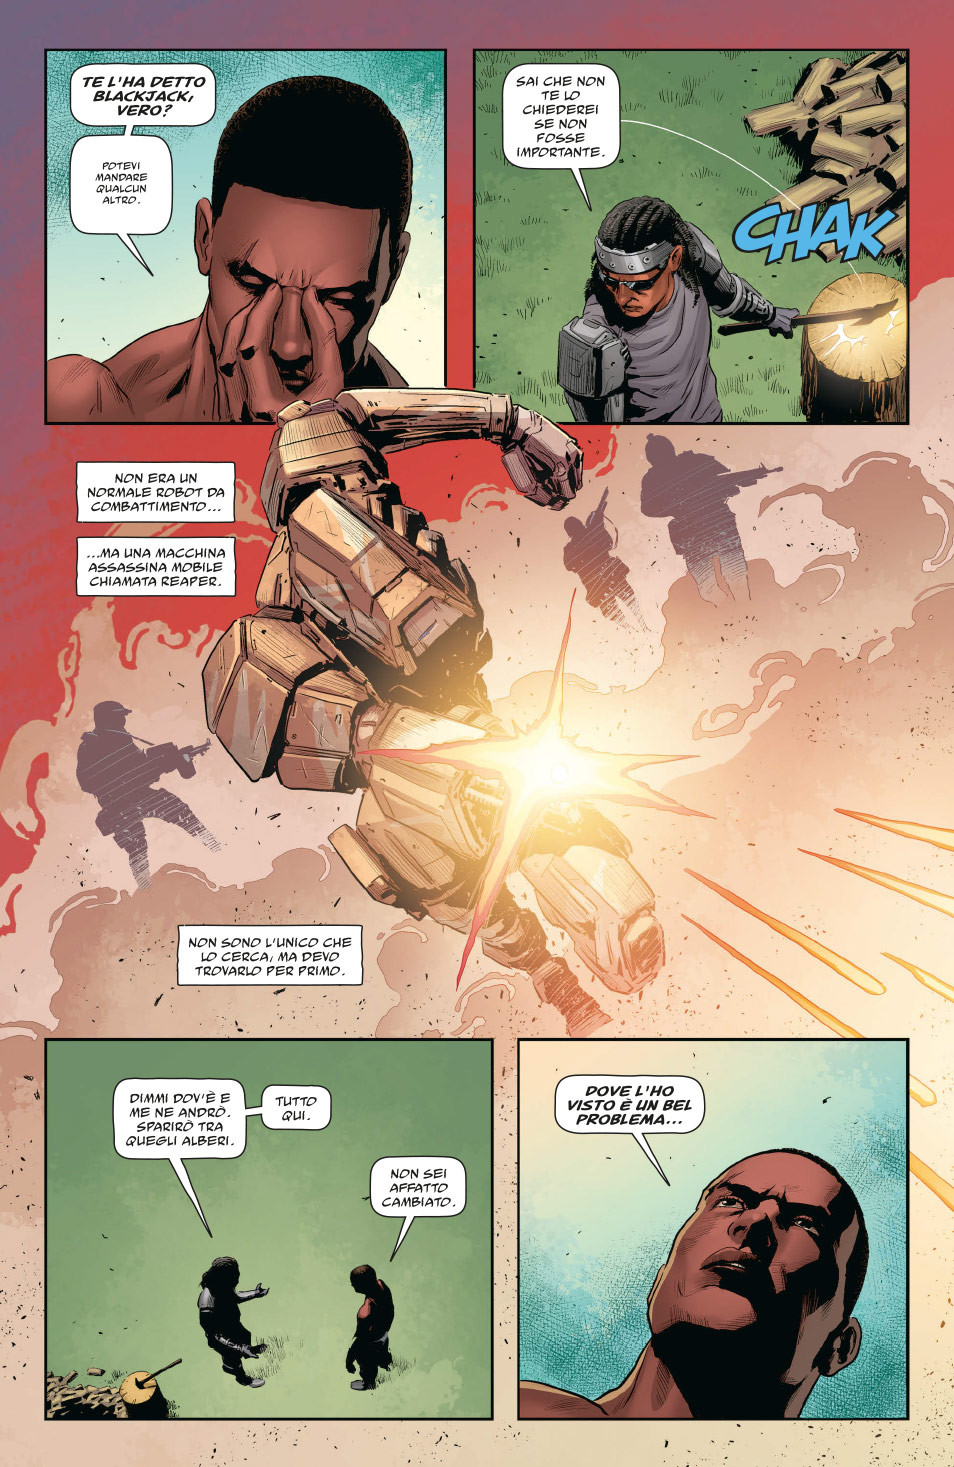 TE L'HA DETTO
BLACKJACK,
VERO?
POTEVI
MANDARE
QUALCUN
ALTRO.
SAI CHE NON
TE LO
CHIEDEREI
SE NON
FOSSE
IMPORTANTE.
CHAK
NON ERA UN
NORMALE ROBOT DA
COMBATTIMENTO...
...MA UNA MACCHINA
ASSASSINA MOBILE
CHIAMATA REAPER.
NON SONO L'UNICO CHE
LO CERCA, MA DEVO
TROVARLO PER PRIMO.
DIMMI DOV'È E
ME NE ANDRÒ.
SPARIRÒ TRA
QUEGLI ALBERI.
TUTTO
QUI.
NON SEI
AFFATTO
CAMBIATO.
DOVE L'HO
VISTO È UN BEL
PROBLEMA...